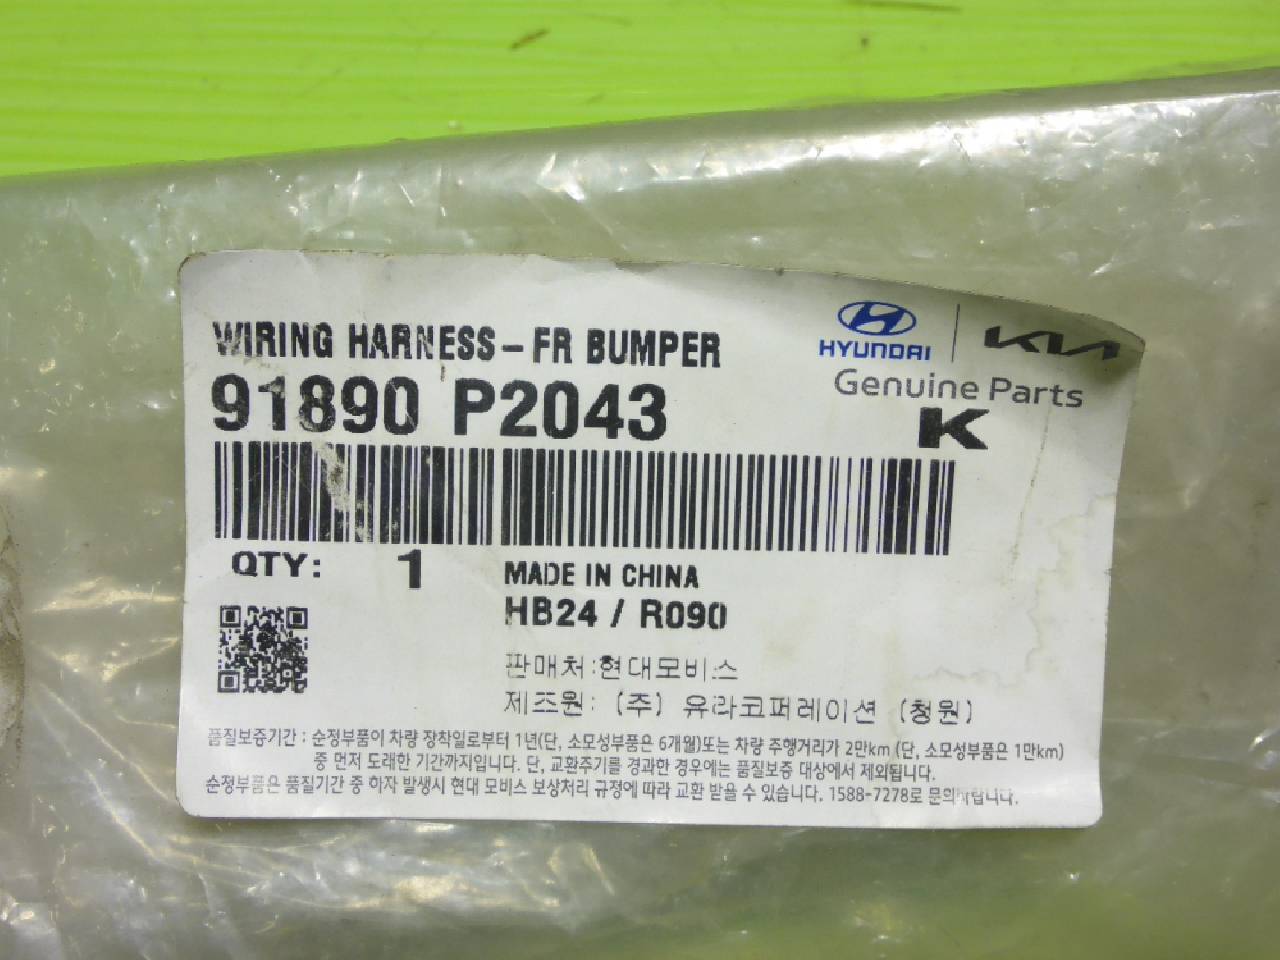 WIRING HARNESS-FR BUMPER
HYUNDAI
KIA
Genuine Parts
91890 P2043
K
QTY: 1
MADE IN CHINA
HB24 / R090
판매처:현대모비스
제조원: (주) 유라코퍼레이션 (청원)
품질보증기간 : 순정부품이 차량 장착일로부터 1년(단, 소모성부품은 6개월)또는 차량 주행거리가 2만km (단, 소모성부품은 1만km)
중 먼저 도래한 기간까지입니다. 단, 교환주기를 경과한 경우에는 품질보증 대상에서 제외됩니다.
순정부품은 품질기간 중 하자 발생시 현대 모비스 보상처리 규정에 따라 교환 받을 수 있습니다. 1588-7278로 문의바랍니다.